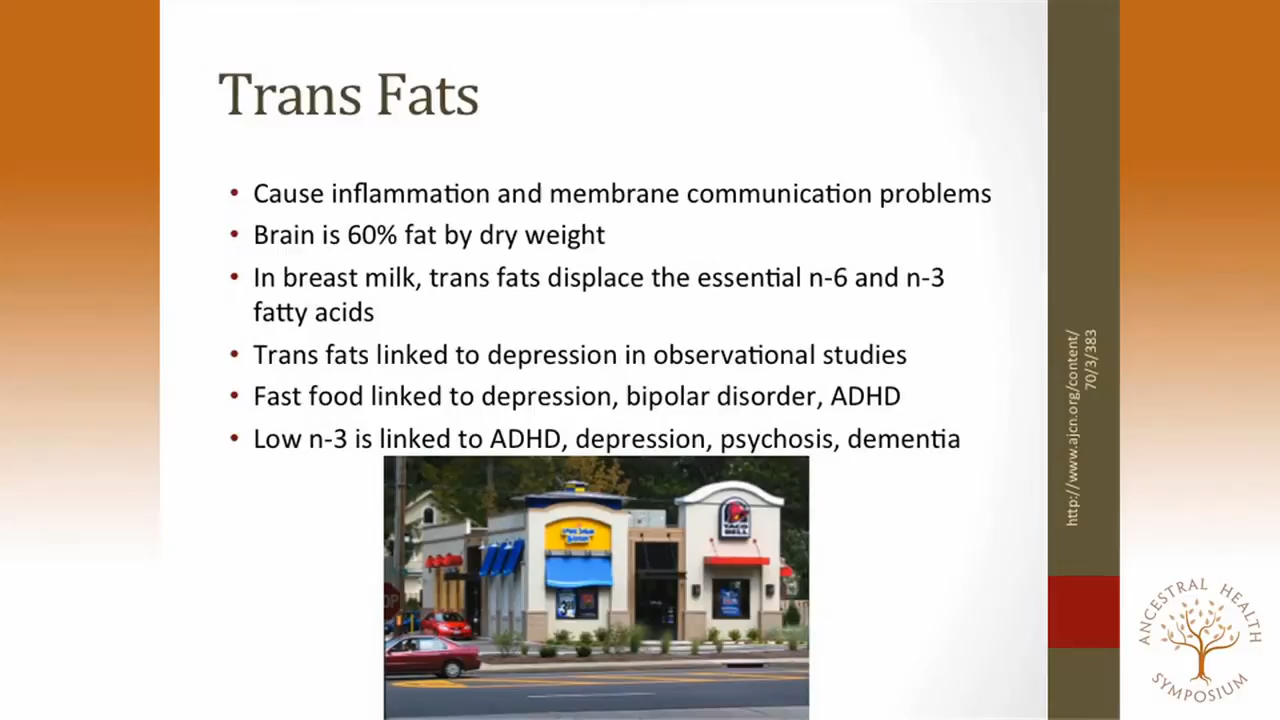 Trans Fats
• Cause inflammation and membrane communication problems
• Brain is 60% fat by dry weight
• In breast milk, trans fats displace the essential n-6 and n-3
fatty acids
• Trans fats linked to depression in observational studies
• Fast food linked to depression, bipolar disorder, ADHD
• Low n-3 is linked to ADHD, depression, psychosis, dementia
TACO
BELL
http://www.ajcn.org/content/
70/3/383
ANCESTRAL HEALTH
SYMPOSIUM